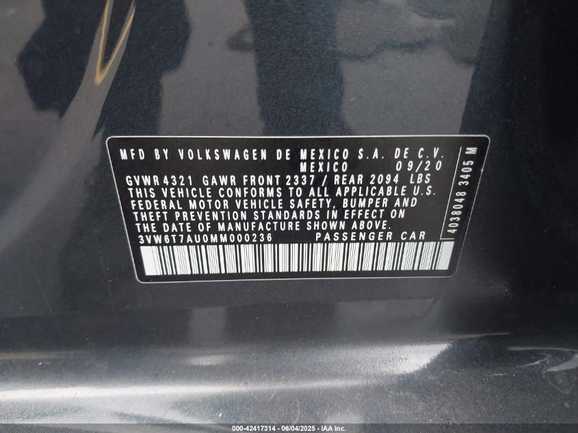 MFD BY VOLKSWAGEN DE MEXICO S.A. DE C.V.
MEXICO 09/20
GVWR 4321 GAWR FRONT 2337 / REAR 2094 LBS
THIS VEHICLE CONFORMS TO ALL APPLICABLE U.S.
FEDERAL MOTOR VEHICLE SAFETY, BUMPER AND
THEFT PREVENTION STANDARDS IN EFFECT ON
THE DATE OF MANUFACTURE SHOWN ABOVE.
3VW6T7AU0MM000236 PASSENGER CAR
4038048 3405 M
000-42417314 - 06/04/2025 - IAA Inc.